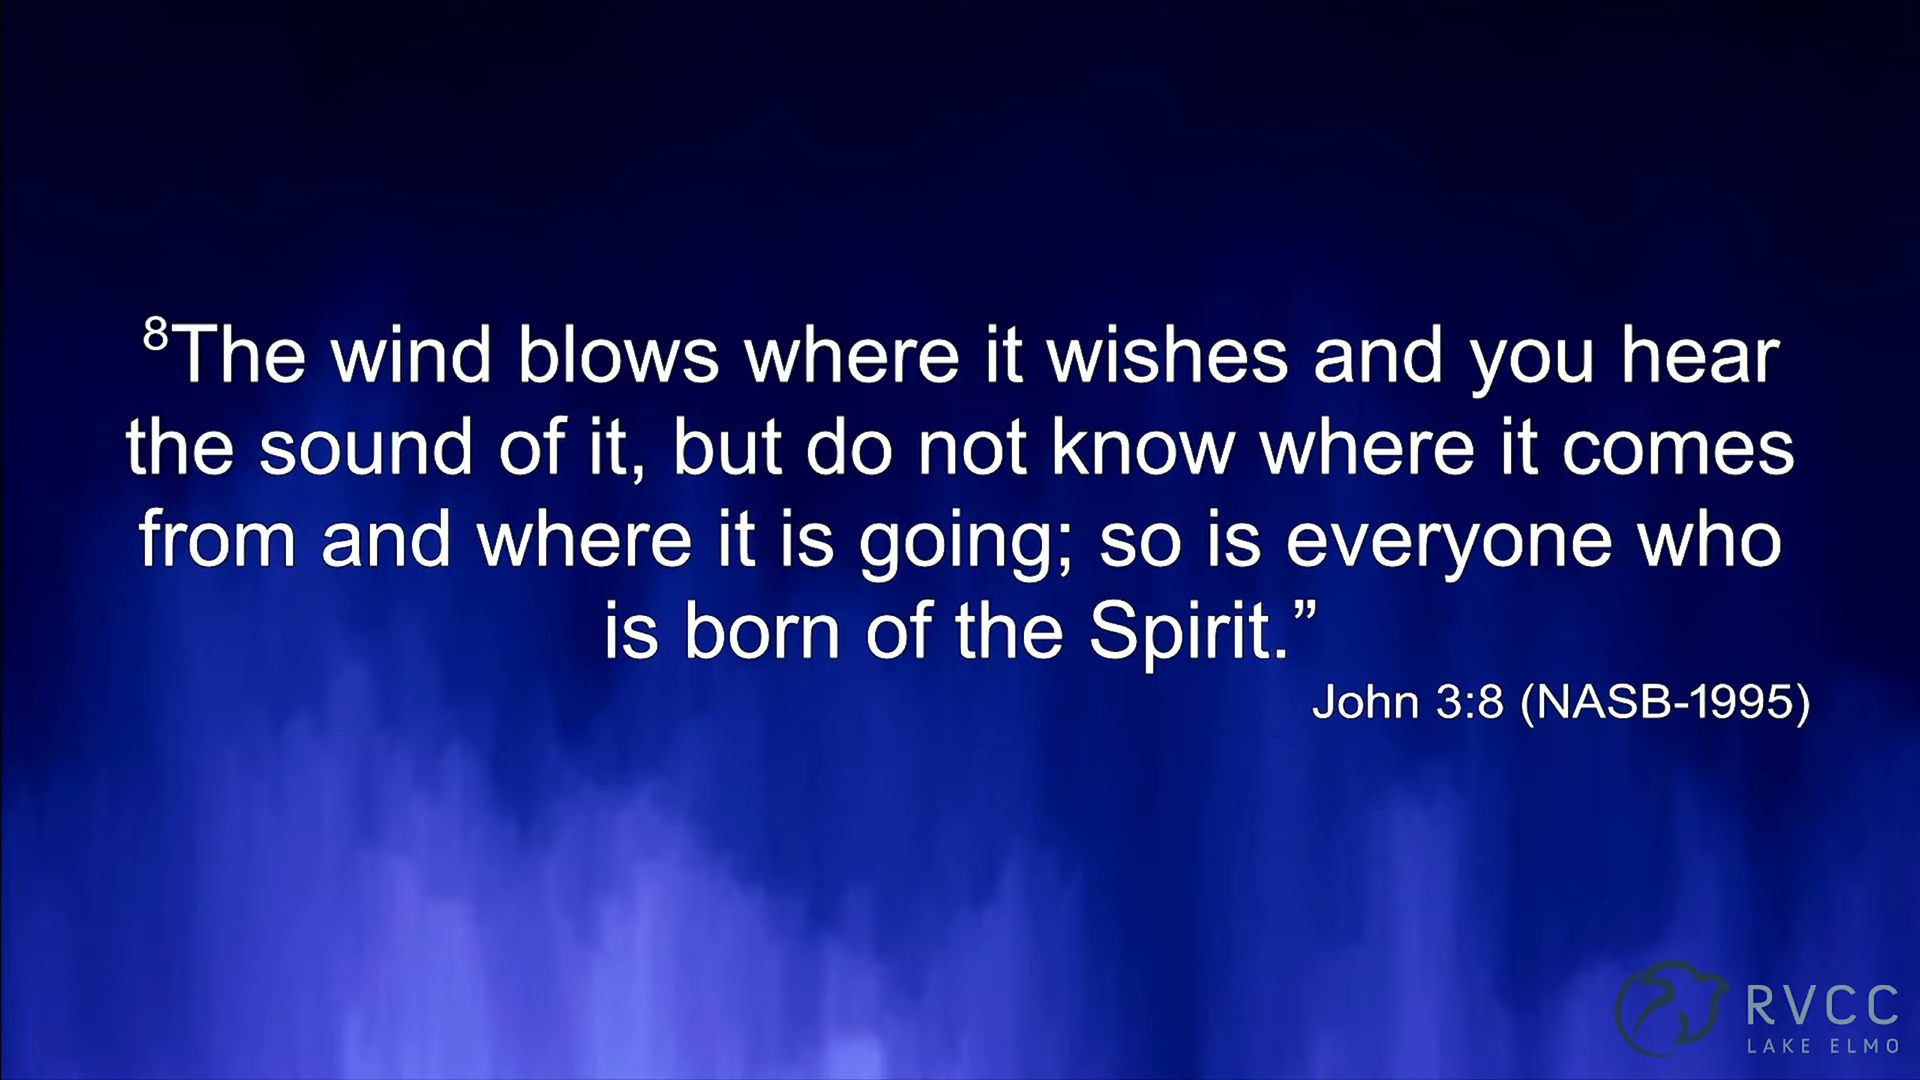 ⁸The wind blows where it wishes and you hear
the sound of it, but do not know where it comes
from and where it is going; so is everyone who
is born of the Spirit.”
John 3:8 (NASB-1995)
RVCC
LAKE ELMO